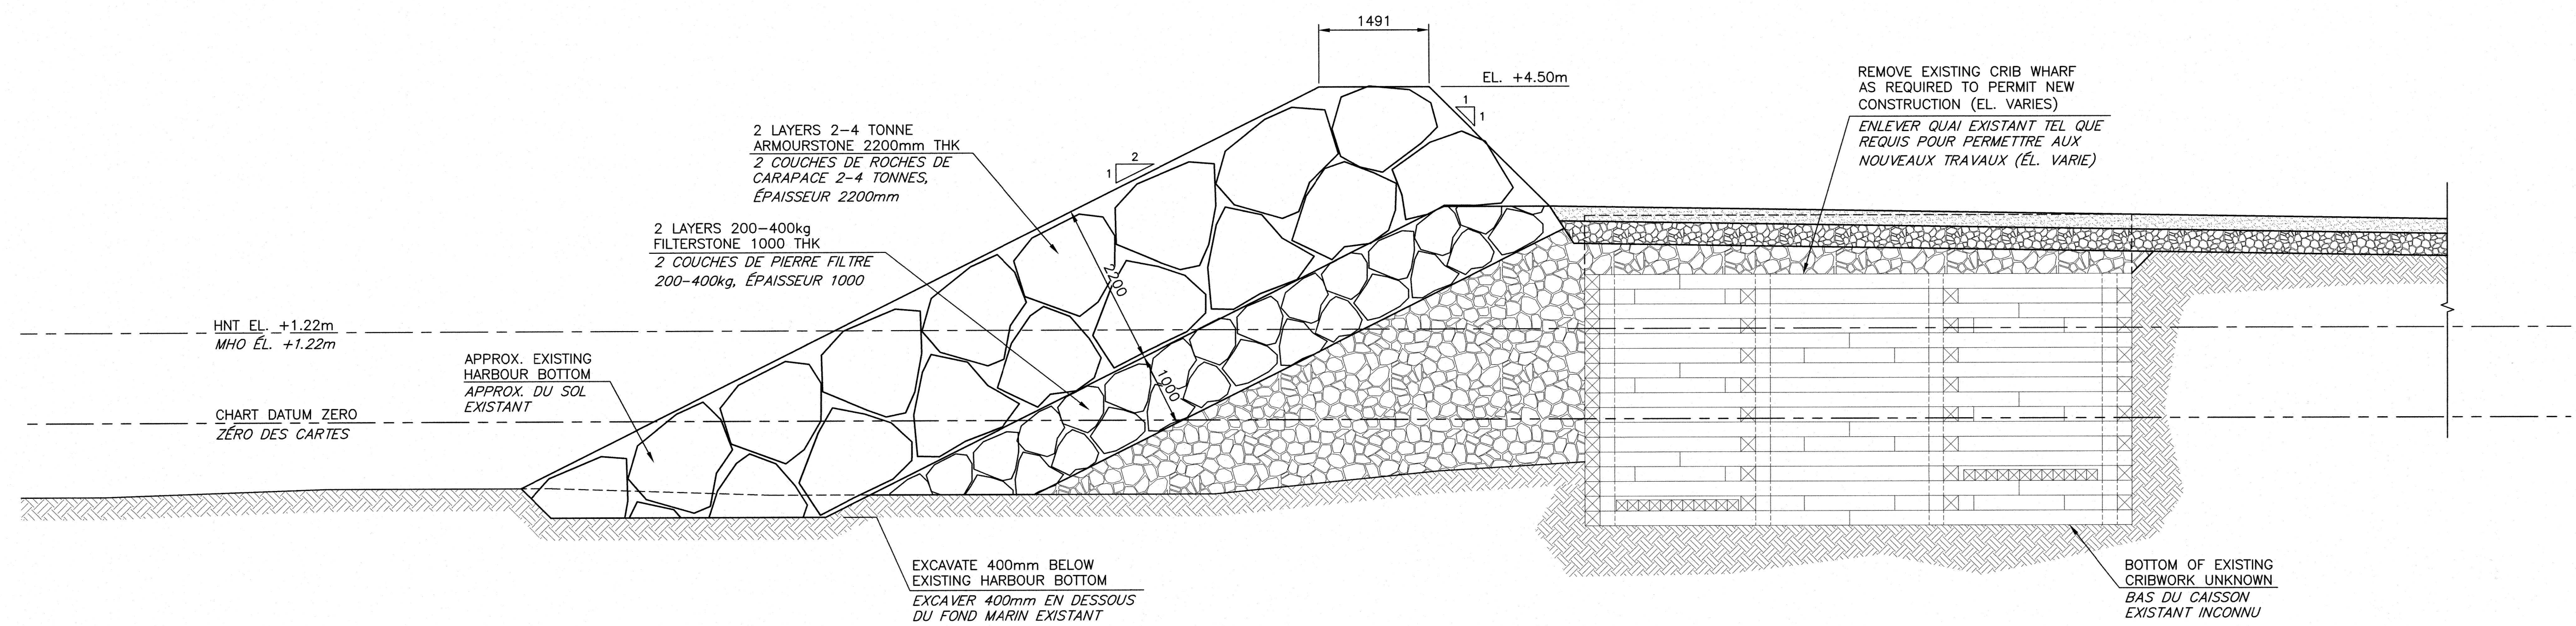 1491
EL. +4.50m
1
1
REMOVE EXISTING CRIB WHARF
AS REQUIRED TO PERMIT NEW
CONSTRUCTION (EL. VARIES)
ENLEVER QUAI EXISTANT TEL QUE
REQUIS POUR PERMETTRE AUX
NOUVEAUX TRAVAUX (ÉL. VARIE)
2 LAYERS 2-4 TONNE
ARMOURSTONE 2200mm THK
2 COUCHES DE ROCHES DE
CARAPACE 2-4 TONNES,
ÉPAISSEUR 2200mm
2
1
2 LAYERS 200-400kg
FILTERSTONE 1000 THK
2 COUCHES DE PIERRE FILTRE
200-400kg, ÉPAISSEUR 1000
2200
1000
HNT EL. +1.22m
MHO ÉL. +1.22m
APPROX. EXISTING
HARBOUR BOTTOM
APPROX. DU SOL
EXISTANT
CHART DATUM ZERO
ZÉRO DES CARTES
EXCAVATE 400mm BELOW
EXISTING HARBOUR BOTTOM
EXCAVER 400mm EN DESSOUS
DU FOND MARIN EXISTANT
BOTTOM OF EXISTING
CRIBWORK UNKNOWN
BAS DU CAISSON
EXISTANT INCONNU